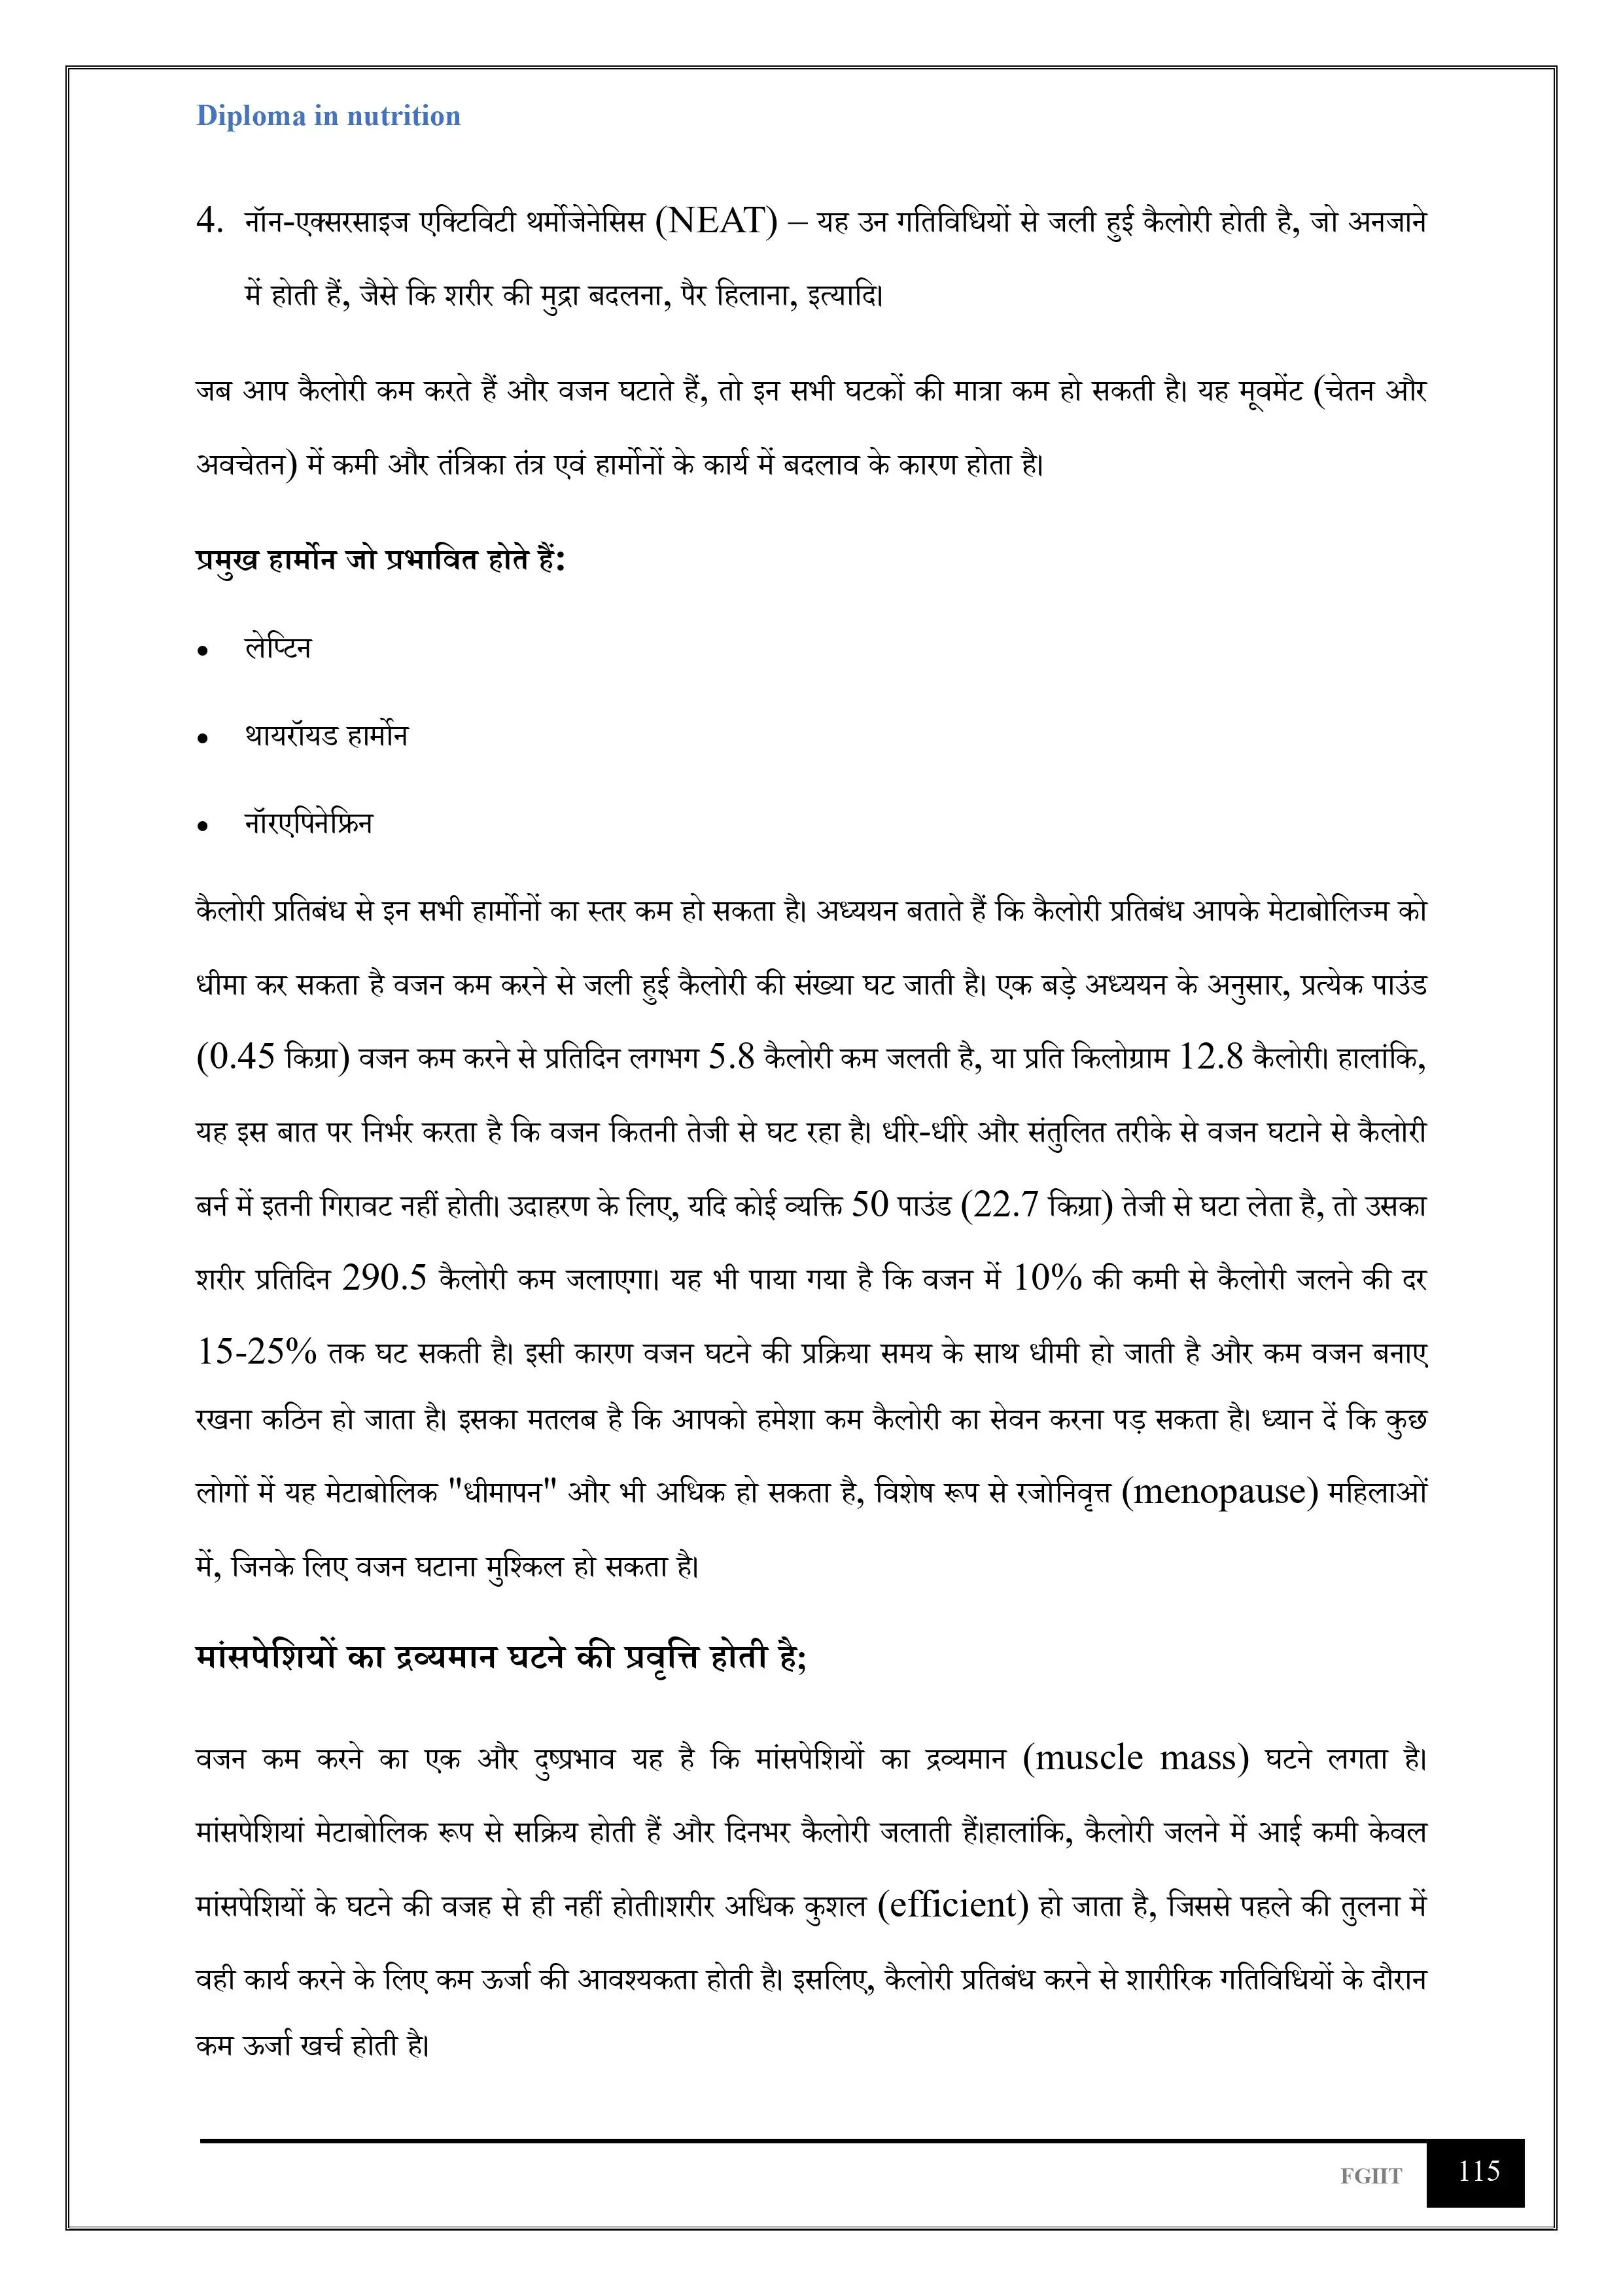 Diploma in nutrition
4. नॉन-एक्सरसाइज एक्टिविटी थर्मोजेनेसिस (NEAT) – यह उन गतिविधियों से जली हुई कैलोरी होती है, जो अनजाने
में होती हैं, जैसे कि शरीर की मुद्रा बदलना, पैर हिलाना, इत्यादि।
जब आप कैलोरी कम करते हैं और वजन घटाते हैं, तो इन सभी घटकों की मात्रा कम हो सकती है। यह मूवमेंट (चेतन और
अवचेतन) में कमी और तंत्रिका तंत्र एवं हार्मोनों के कार्य में बदलाव के कारण होता है।
प्रमुख हार्मोन जो प्रभावित होते हैं:
• लेप्टिन
• थायरॉयड हार्मोन
• नॉरएपिनेफ्रिन
कैलोरी प्रतिबंध से इन सभी हार्मोनों का स्तर कम हो सकता है। अध्ययन बताते हैं कि कैलोरी प्रतिबंध आपके मेटाबोलिज्म को
धीमा कर सकता है वजन कम करने से जली हुई कैलोरी की संख्या घट जाती है। एक बड़े अध्ययन के अनुसार, प्रत्येक पाउंड
(0.45 किग्रा) वजन कम करने से प्रतिदिन लगभग 5.8 कैलोरी कम जलती है, या प्रति किलोग्राम 12.8 कैलोरी। हालांकि,
यह इस बात पर निर्भर करता है कि वजन कितनी तेजी से घट रहा है। धीरे-धीरे और संतुलित तरीके से वजन घटाने से कैलोरी
बर्न में इतनी गिरावट नहीं होती। उदाहरण के लिए, यदि कोई व्यक्ति 50 पाउंड (22.7 किग्रा) तेजी से घटा लेता है, तो उसका
शरीर प्रतिदिन 290.5 कैलोरी कम जलाएगा। यह भी पाया गया है कि वजन में 10% की कमी से कैलोरी जलने की दर
15-25% तक घट सकती है। इसी कारण वजन घटने की प्रक्रिया समय के साथ धीमी हो जाती है और कम वजन बनाए
रखना कठिन हो जाता है। इसका मतलब है कि आपको हमेशा कम कैलोरी का सेवन करना पड़ सकता है। ध्यान दें कि कुछ
लोगों में यह मेटाबोलिक "धीमापन" और भी अधिक हो सकता है, विशेष रूप से रजोनिवृत्त (menopause) महिलाओं
में, जिनके लिए वजन घटाना मुश्किल हो सकता है।
मांसपेशियों का द्रव्यमान घटने की प्रवृत्ति होती है;
वजन कम करने का एक और दुष्प्रभाव यह है कि मांसपेशियों का द्रव्यमान (muscle mass) घटने लगता है।
मांसपेशियां मेटाबोलिक रूप से सक्रिय होती हैं और दिनभर कैलोरी जलाती हैं।हालांकि, कैलोरी जलने में आई कमी केवल
मांसपेशियों के घटने की वजह से ही नहीं होती।शरीर अधिक कुशल (efficient) हो जाता है, जिससे पहले की तुलना में
वही कार्य करने के लिए कम ऊर्जा की आवश्यकता होती है। इसलिए, कैलोरी प्रतिबंध करने से शारीरिक गतिविधियों के दौरान
कम ऊर्जा खर्च होती है।
FGIIT 115